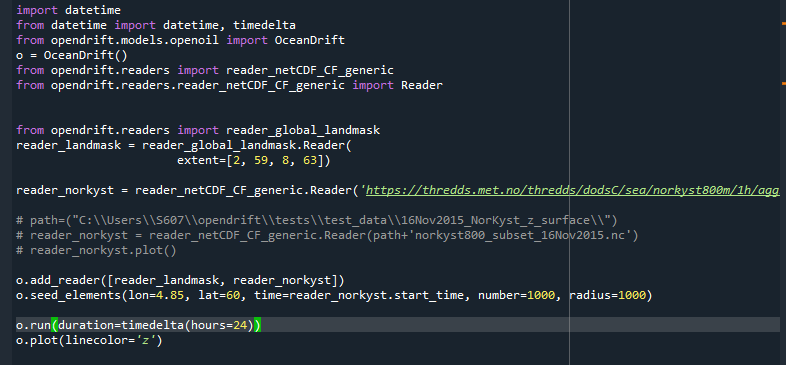 import datetime
from datetime import datetime, timedelta
from opendrift.models.openoil import OceanDrift
o = OceanDrift()
from opendrift.readers import reader_netCDF_CF_generic
from opendrift.readers.reader_netCDF_CF_generic import Reader
from opendrift.readers import reader_global_landmask
reader_landmask = reader_global_landmask.Reader(
extent=[2, 59, 8, 63])
reader_norkyst = reader_netCDF_CF_generic.Reader('https://thredds.met.no/thredds/dodsC/sea/norkyst800m/1h/agg
# path=("C:\\Users\\S607\\opendrift\\tests\\test_data\\16Nov2015_NorKyst_z_surface\\")
# reader_norkyst = reader_netCDF_CF_generic.Reader(path+'norkyst800_subset_16Nov2015.nc')
# reader_norkyst.plot()
o.add_reader([reader_landmask, reader_norkyst])
o.seed_elements(lon=4.85, lat=60, time=reader_norkyst.start_time, number=1000, radius=1000)
o.run(duration=timedelta(hours=24))
o.plot(linecolor='z')